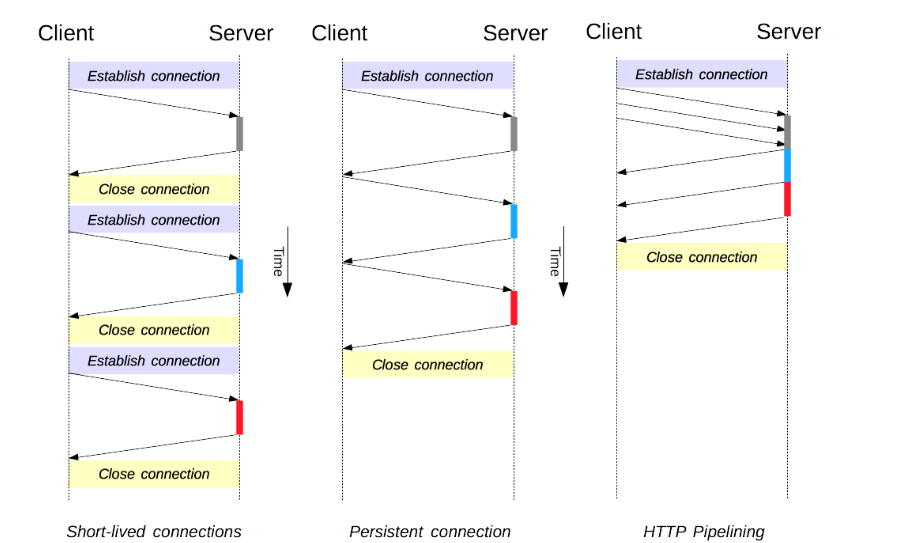 Client Server Client Server Client Server
Establish connection Establish connection Establish connection
Close connection
Establish connection
Time Time
Close connection
Close connection
Establish connection
Close connection
Close connection
Short-lived connections Persistent connection HTTP Pipelining